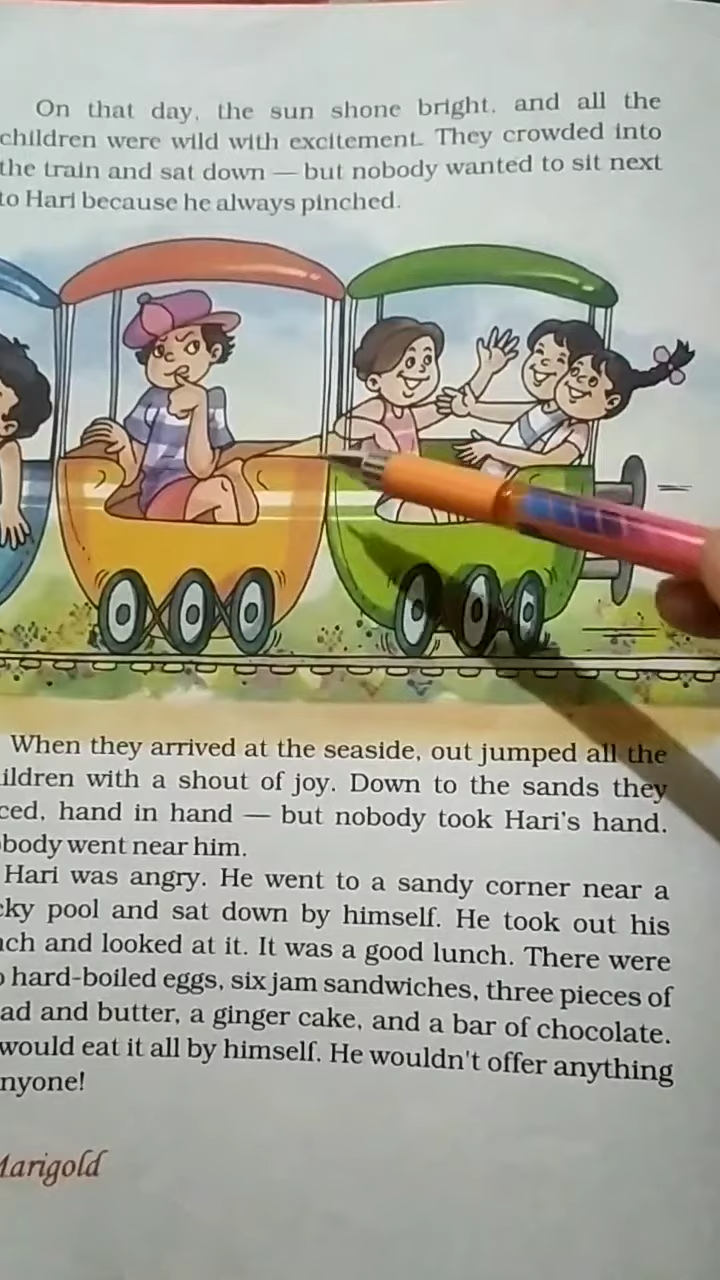 On that day, the sun shone bright, and all the
children were wild with excitement. They crowded into
the train and sat down — but nobody wanted to sit next
to Hari because he always pinched.
When they arrived at the seaside, out jumped all the
ildren with a shout of joy. Down to the sands they
ced, hand in hand — but nobody took Hari's hand.
body went near him.
Hari was angry. He went to a sandy corner near a
cky pool and sat down by himself. He took out his
ch and looked at it. It was a good lunch. There were
o hard-boiled eggs, six jam sandwiches, three pieces of
ad and butter, a ginger cake, and a bar of chocolate.
would eat it all by himself. He wouldn't offer anything
nyone!
Marigold